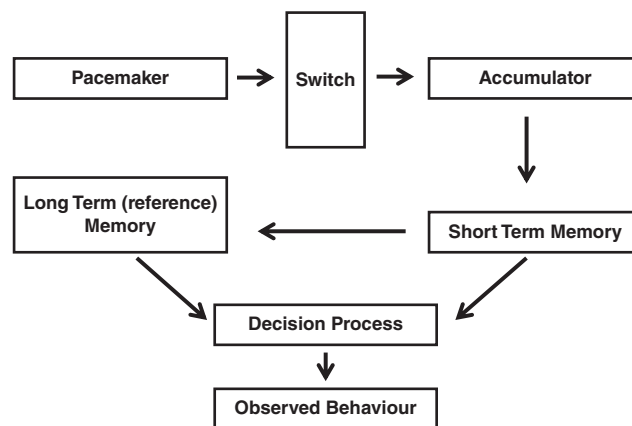 Pacemaker
Switch
Accumulator
Long Term (reference)
Memory
Short Term Memory
Decision Process
Observed Behaviour